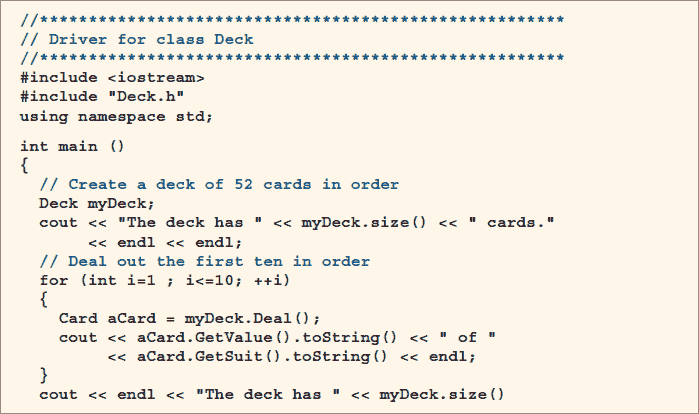 //******************************************************
// Driver for class Deck
//******************************************************
#include <iostream>
#include "Deck.h"
using namespace std;
int main ()
{
// Create a deck of 52 cards in order
Deck myDeck;
cout << "The deck has " << myDeck.size() << " cards."
<< endl << endl;
// Deal out the first ten in order
for (int i=1 ; i<=10; ++i)
{
Card aCard = myDeck.Deal();
cout << aCard.GetValue().toString() << " of "
<< aCard.GetSuit().toString() << endl;
}
cout << endl << "The deck has " << myDeck.size()